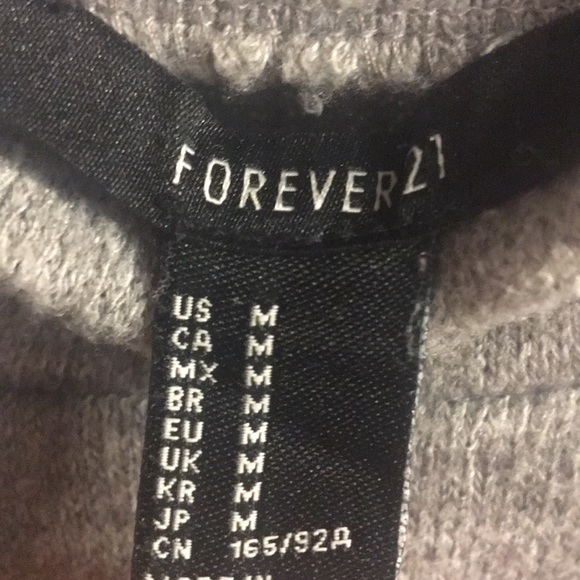 FOREVER 21
US M
CA M
MX M
BR M
EU M
UK M
KR M
JP M
CN 165/92A